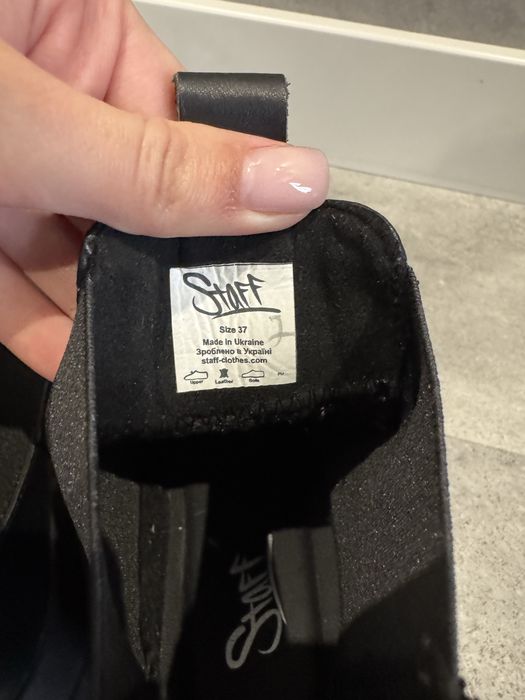 Staff
Size 37
Made in Ukraine
Зроблено в Україні
staff-clothes.com
Upper Leather Sole PU
Staff